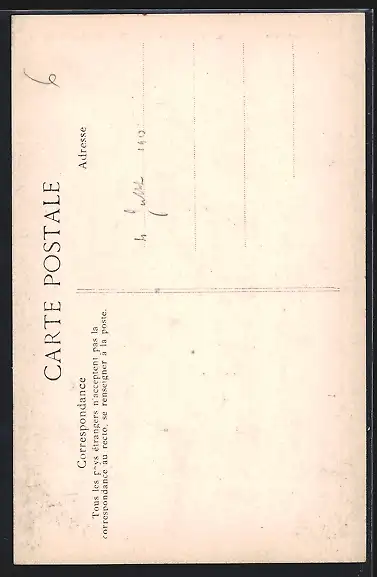 6
CARTE POSTALE
Correspondance
Tous les pays étrangers n'acceptent pas la
correspondance au recto, se renseigner à la poste.
Adresse
Juillet